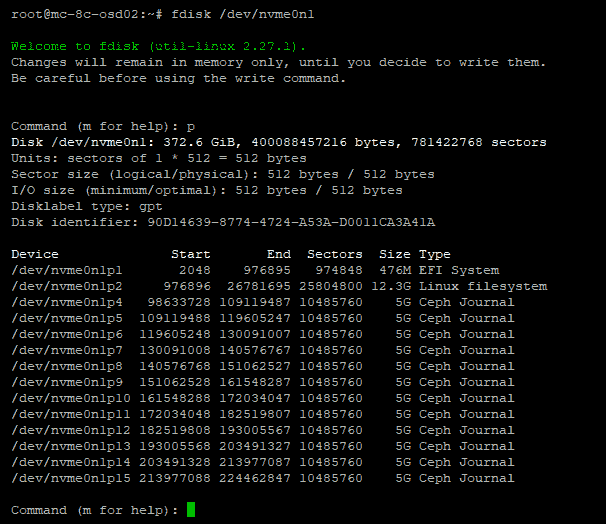 root@mc-8c-osd02:~# fdisk /dev/nvme0n1
Welcome to fdisk (util-linux 2.27.1).
Changes will remain in memory only, until you decide to write them.
Be careful before using the write command.
Command (m for help): p
Disk /dev/nvme0n1: 372.6 GiB, 400088457216 bytes, 781422768 sectors
Units: sectors of 1 * 512 = 512 bytes
Sector size (logical/physical): 512 bytes / 512 bytes
I/O size (minimum/optimal): 512 bytes / 512 bytes
Disklabel type: gpt
Disk identifier: 90D14639-8774-4724-A53A-D0011CA3A41A
Device Start End Sectors Size Type
/dev/nvme0n1p1 2048 976895 974848 476M EFI System
/dev/nvme0n1p2 976896 26781695 25804800 12.3G Linux filesystem
/dev/nvme0n1p4 98633728 109119487 10485760 5G Ceph Journal
/dev/nvme0n1p5 109119488 119605247 10485760 5G Ceph Journal
/dev/nvme0n1p6 119605248 130091007 10485760 5G Ceph Journal
/dev/nvme0n1p7 130091008 140576767 10485760 5G Ceph Journal
/dev/nvme0n1p8 140576768 151062527 10485760 5G Ceph Journal
/dev/nvme0n1p9 151062528 161548287 10485760 5G Ceph Journal
/dev/nvme0n1p10 161548288 172034047 10485760 5G Ceph Journal
/dev/nvme0n1p11 172034048 182519807 10485760 5G Ceph Journal
/dev/nvme0n1p12 182519808 193005567 10485760 5G Ceph Journal
/dev/nvme0n1p13 193005568 203491327 10485760 5G Ceph Journal
/dev/nvme0n1p14 203491328 213977087 10485760 5G Ceph Journal
/dev/nvme0n1p15 213977088 224462847 10485760 5G Ceph Journal
Command (m for help):